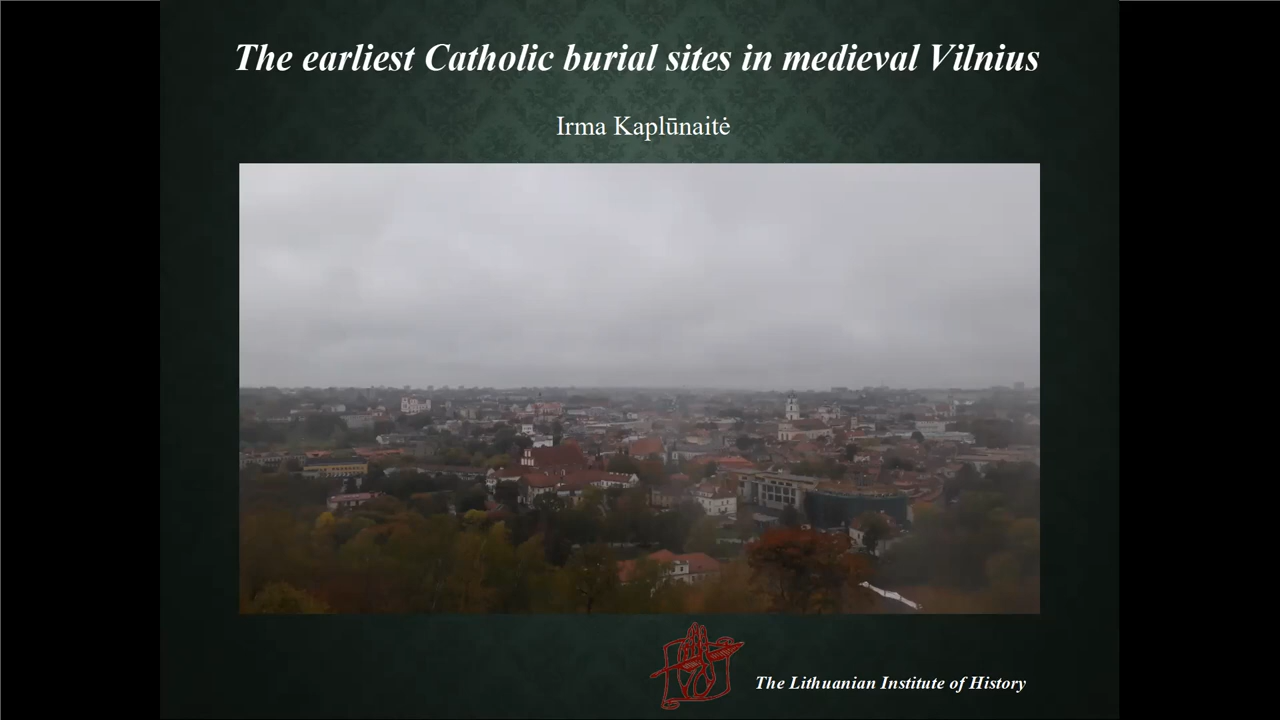 The earliest Catholic burial sites in medieval Vilnius
Irma Kaplūnaitė
The Lithuanian Institute of History